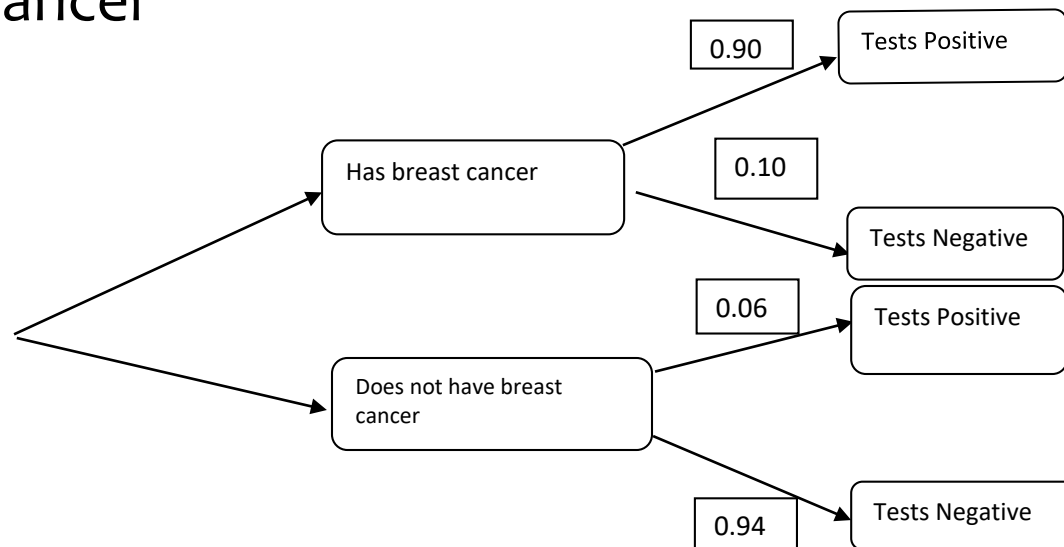 ancer
0.90
Tests Positive
Has breast cancer
0.10
Tests Negative
0.06
Tests Positive
Does not have breast
cancer
0.94
Tests Negative